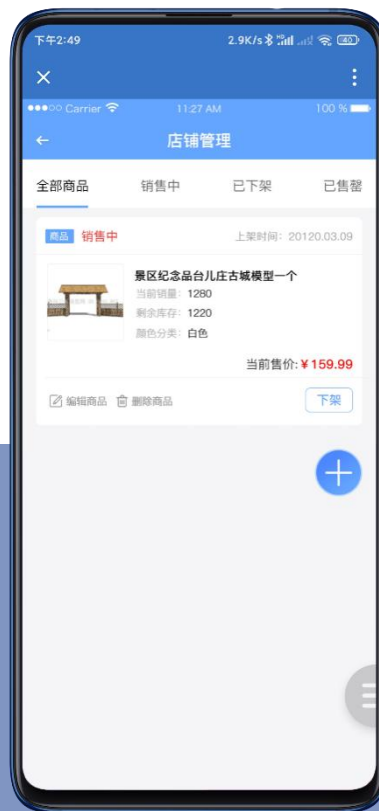 下午2:49 2.9K/s 40
Carrier 11:27 AM 100 %
店铺管理
全部商品 销售中 已下架 已售罄
商品 销售中 上架时间：20120.03.09
景区纪念品台儿庄古城模型一个
当前销量：1280
剩余库存：1220
颜色分类：白色
当前售价:￥159.99
编辑商品 删除商品 下架